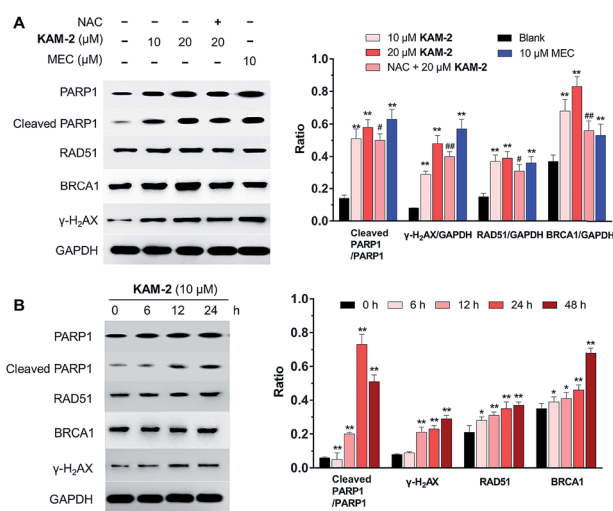 A
NAC – – – + –
KAM-2 (μM) – 10 20 20 –
MEC (μM) – – – – 10
PARP1
Cleaved PARP1
RAD51
BRCA1
γ-H₂AX
GAPDH
10 μM KAM-2
20 μM KAM-2
NAC + 20 μM KAM-2
Blank
10 μM MEC
Ratio
1.0
0.8
0.6
0.4
0.2
0.0
** ** # **
** ** ## **
** ** # **
** ** ## **
Cleaved
PARP1
/PARP1
γ-H₂AX/GAPDH
RAD51/GAPDH
BRCA1/GAPDH
B
KAM-2 (10 μM)
0 6 12 24 h
PARP1
Cleaved PARP1
RAD51
BRCA1
γ-H₂AX
GAPDH
0 h 6 h 12 h 24 h 48 h
Ratio
1.0
0.8
0.6
0.4
0.2
0.0
** ** ** **
** ** **
* ** ** **
* * ** **
Cleaved
PARP1
/PARP1
γ-H₂AX
RAD51
BRCA1